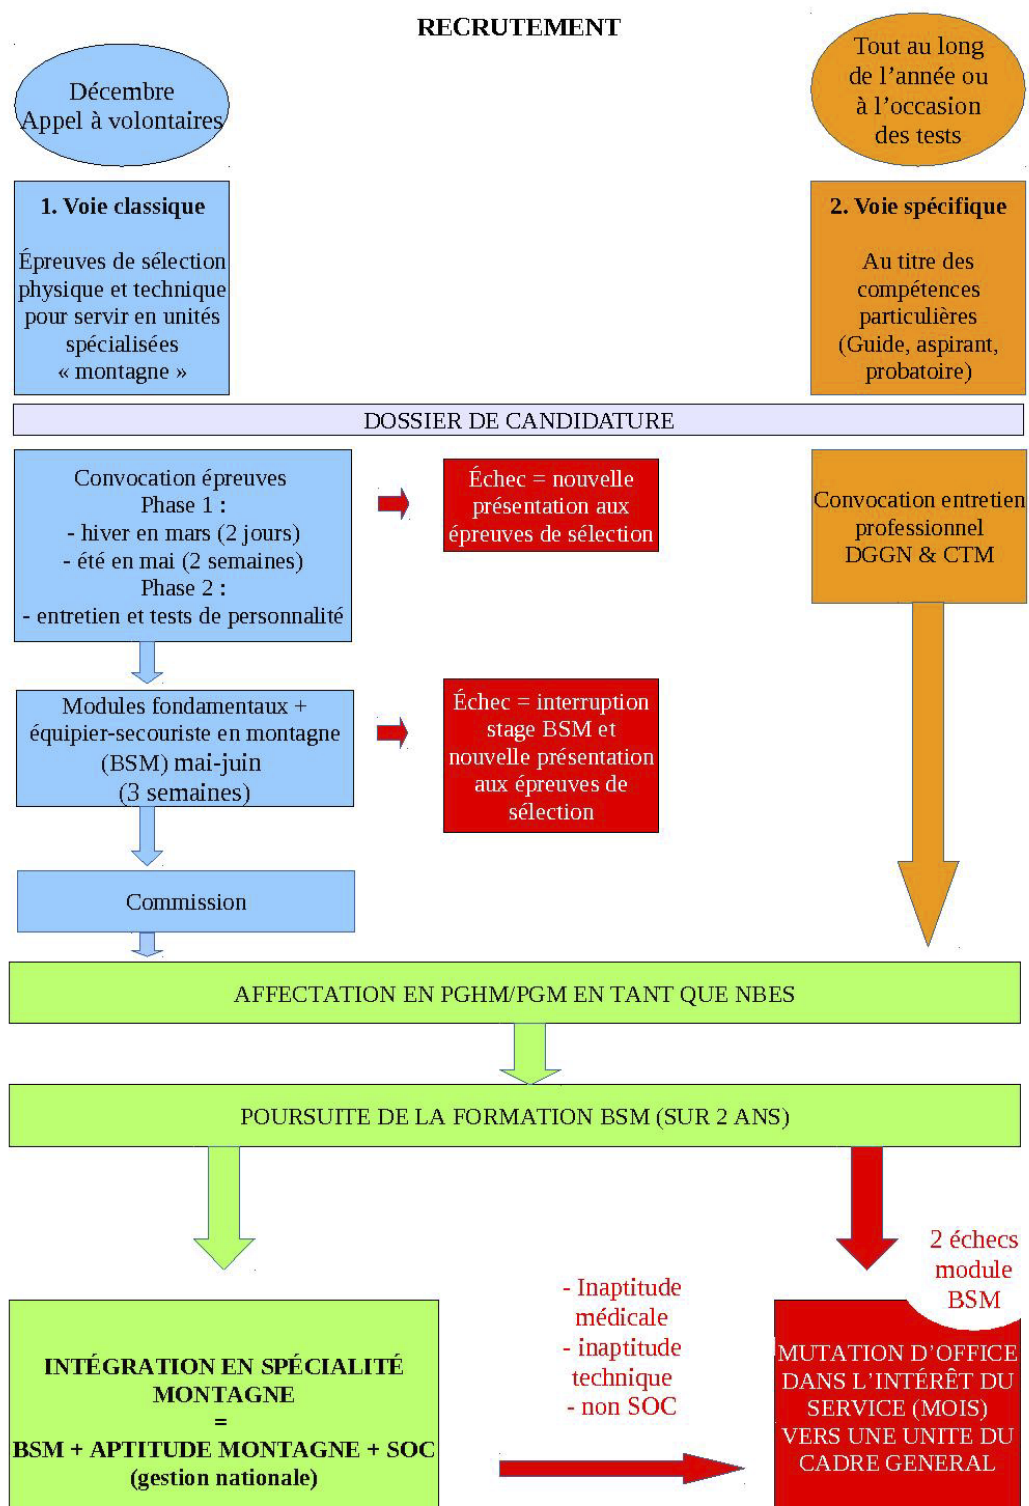 RECRUTEMENT
Décembre
Appel à volontaires
Tout au long
de l’année ou
à l’occasion
des tests
1. Voie classique
Épreuves de sélection
physique et technique
pour servir en unités
spécialisées
« montagne »
2. Voie spécifique
Au titre des
compétences
particulières
(Guide, aspirant,
probatoire)
DOSSIER DE CANDIDATURE
Convocation épreuves
Phase 1 :
- hiver en mars (2 jours)
- été en mai (2 semaines)
Phase 2 :
- entretien et tests de personnalité
Échec = nouvelle
présentation aux
épreuves de sélection
Convocation entretien
professionnel
DGGN & CTM
Modules fondamentaux +
équipier-secouriste en montagne
(BSM) mai-juin
(3 semaines)
Échec = interruption
stage BSM et
nouvelle présentation
aux épreuves de
sélection
Commission
AFFECTATION EN PGHM/PGM EN TANT QUE NBES
POURSUITE DE LA FORMATION BSM (SUR 2 ANS)
2 échecs
module
BSM
- Inaptitude
médicale
- inaptitude
technique
- non SOC
INTÉGRATION EN SPÉCIALITÉ
MONTAGNE
=
BSM + APTITUDE MONTAGNE + SOC
(gestion nationale)
MUTATION D’OFFICE
DANS L’INTÉRÊT DU
SERVICE (MOIS)
VERS UNE UNITE DU
CADRE GENERAL